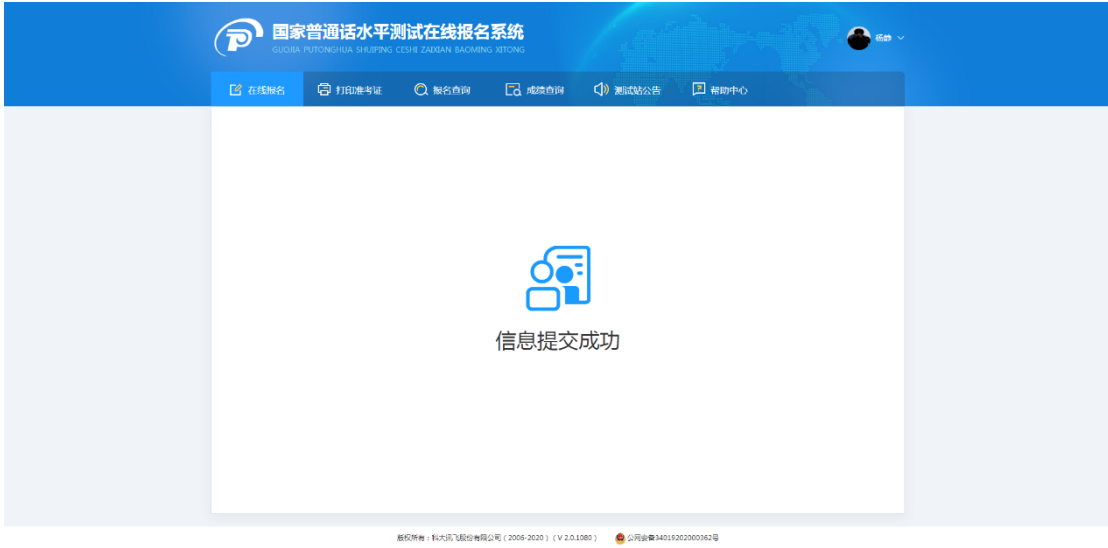 国家普通话水平测试在线报名系统
GUOJIA PUTONGHUA SHUIPING CESHI ZAIXIAN BAOMING XITONG
杨静
在线报名 打印准考证 报名查询 成绩查询 测试站公告 帮助中心
信息提交成功
版权所有：科大讯飞股份有限公司（2006-2020）（V 2.0.1080） 公网安备34019202000362号